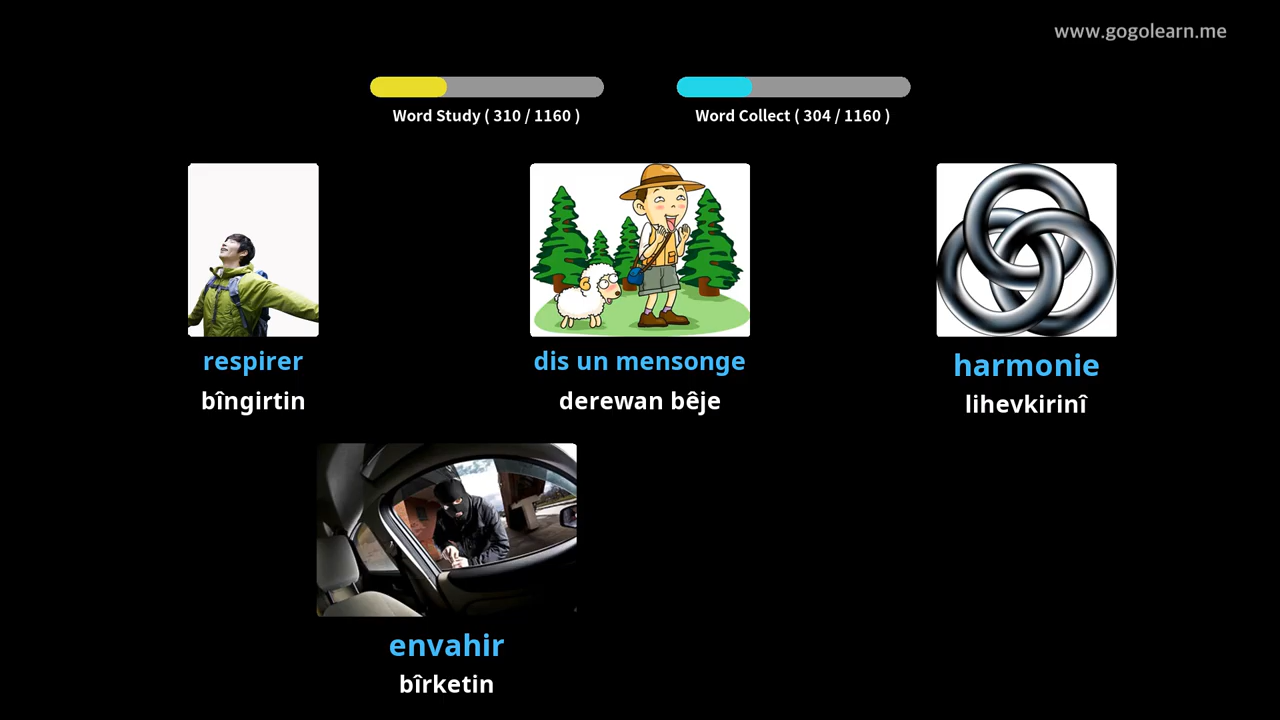 www.gogolearn.me
Word Study ( 310 / 1160 )
Word Collect ( 304 / 1160 )
respirer
bîngirtin
dis un mensonge
derewan bêje
harmonie
lihevkirinî
envahir
bîrketin